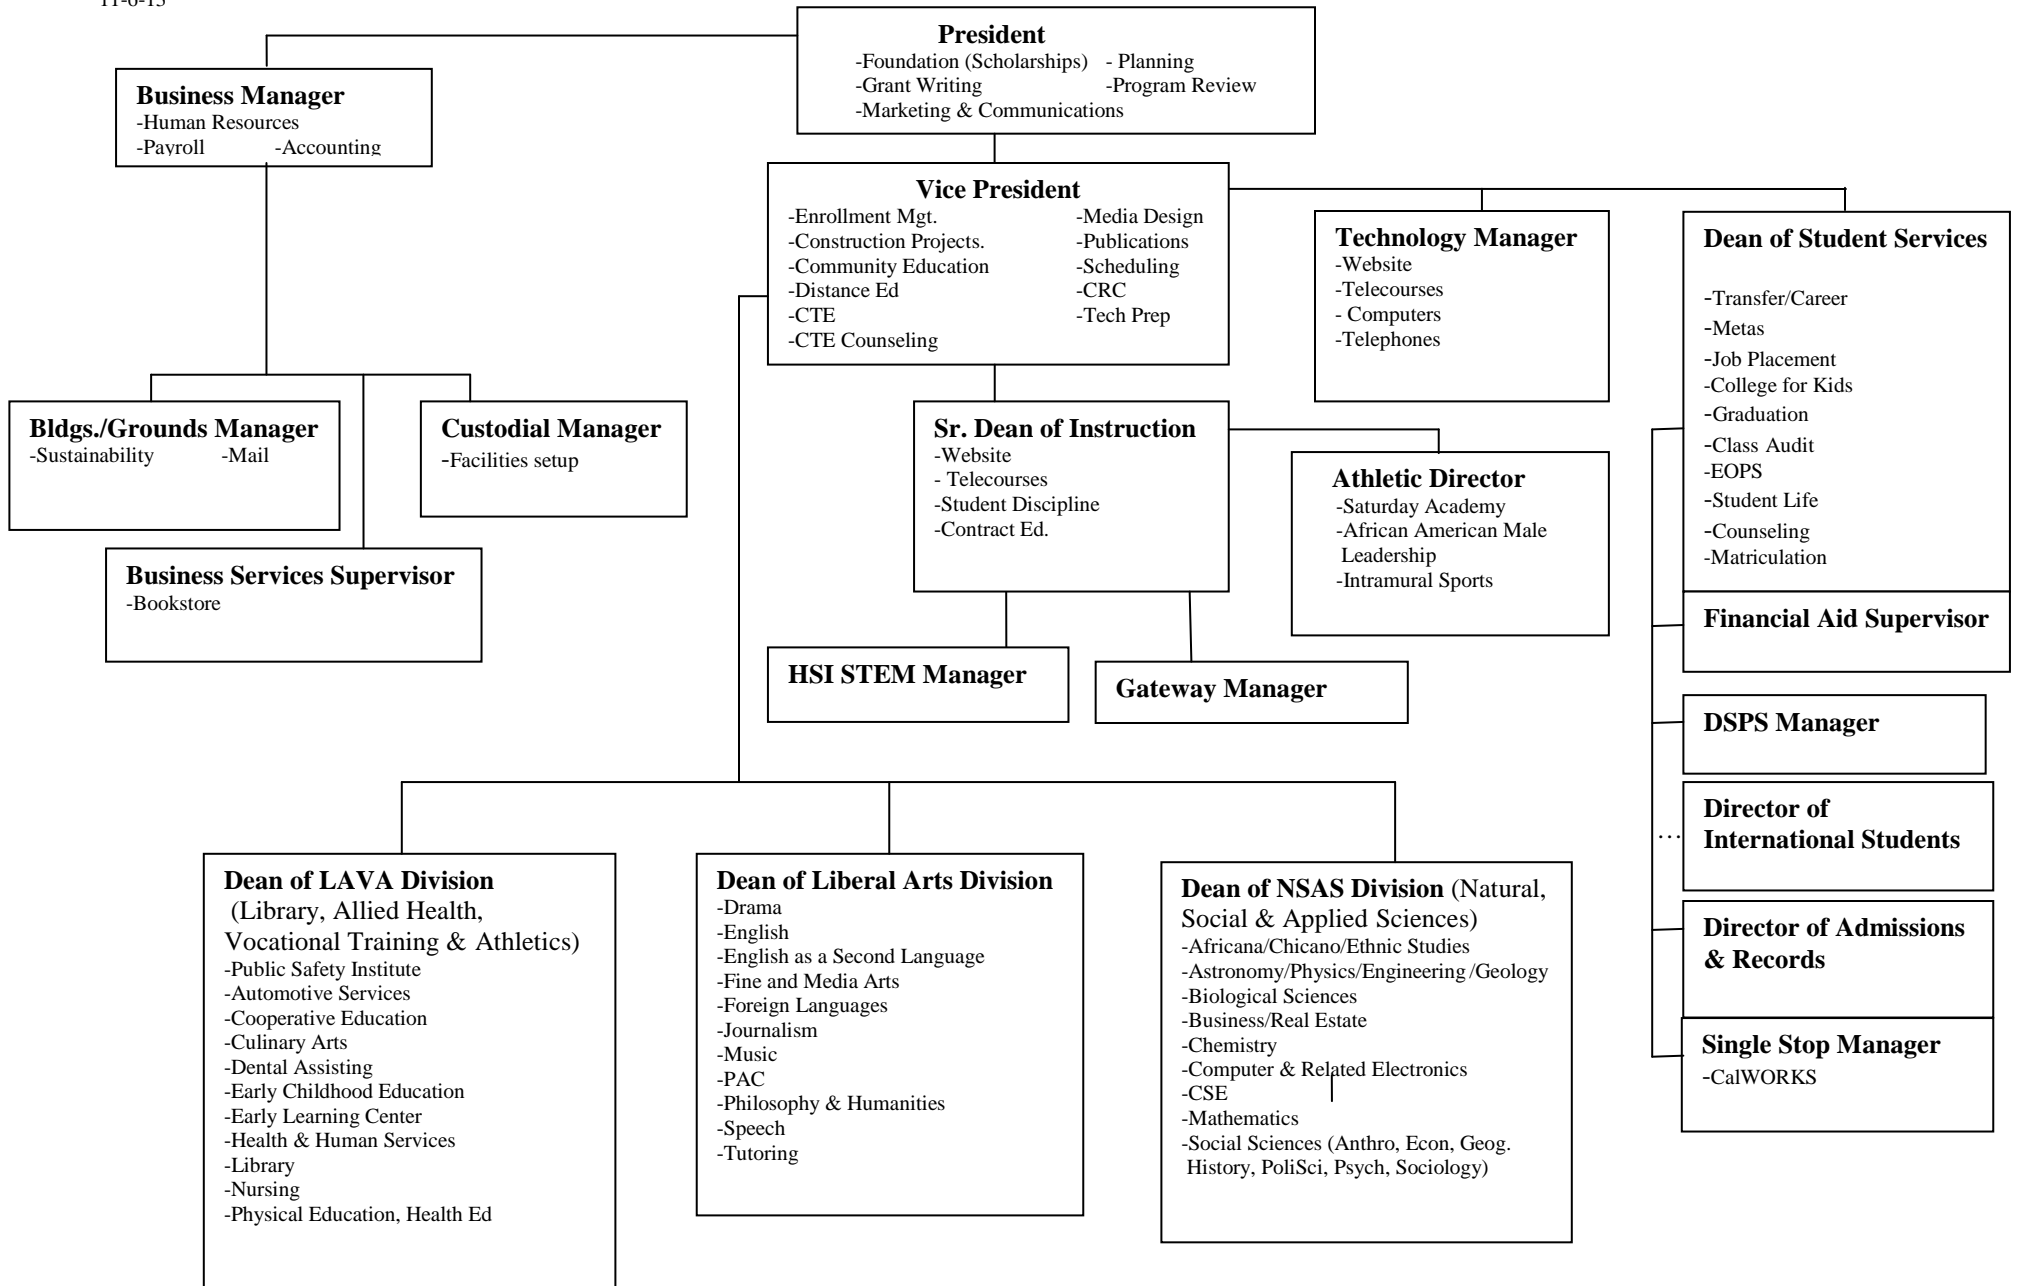 11-6-13
President
-Foundation (Scholarships) - Planning
-Grant Writing -Program Review
-Marketing & Communications
Business Manager
-Human Resources
-Payroll -Accounting
Vice President
-Enrollment Mgt. -Media Design
-Construction Projects. -Publications
-Community Education -Scheduling
-Distance Ed -CRC
-CTE -Tech Prep
-CTE Counseling
Technology Manager
-Website
-Telecourses
- Computers
-Telephones
Dean of Student Services
-Transfer/Career
-Metas
-Job Placement
-College for Kids
-Graduation
-Class Audit
-EOPS
-Student Life
-Counseling
-Matriculation
Bldgs./Grounds Manager
-Sustainability -Mail
Custodial Manager
-Facilities setup
Sr. Dean of Instruction
-Website
- Telecourses
-Student Discipline
-Contract Ed.
Athletic Director
-Saturday Academy
-African American Male
Leadership
-Intramural Sports
Business Services Supervisor
-Bookstore
Financial Aid Supervisor
HSI STEM Manager
Gateway Manager
DSPS Manager
…
Director of
International Students
Director of Admissions
& Records
Single Stop Manager
-CalWORKS
Dean of LAVA Division
(Library, Allied Health,
Vocational Training & Athletics)
-Public Safety Institute
-Automotive Services
-Cooperative Education
-Culinary Arts
-Dental Assisting
-Early Childhood Education
-Early Learning Center
-Health & Human Services
-Library
-Nursing
-Physical Education, Health Ed
Dean of Liberal Arts Division
-Drama
-English
-English as a Second Language
-Fine and Media Arts
-Foreign Languages
-Journalism
-Music
-PAC
-Philosophy & Humanities
-Speech
-Tutoring
Dean of NSAS Division (Natural,
Social & Applied Sciences)
-Africana/Chicano/Ethnic Studies
-Astronomy/Physics/Engineering/Geology
-Biological Sciences
-Business/Real Estate
-Chemistry
-Computer & Related Electronics
-CSE
-Mathematics
-Social Sciences (Anthro, Econ, Geog.
History, PoliSci, Psych, Sociology)